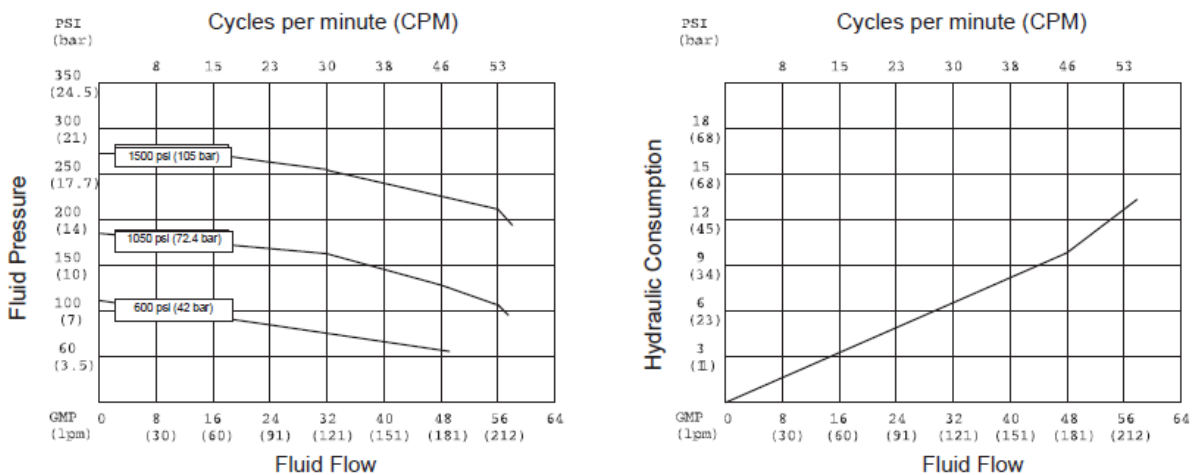 PSI
(bar)
Cycles per minute (CPM)
8 15 23 30 38 46 53
350
(24.5)
300
(21)
250
(17.7)
200
(14)
150
(10)
100
(7)
60
(3.5)
Fluid Pressure
1500 psi (105 bar)
1050 psi (72.4 bar)
600 psi (42 bar)
GMP 0 8 16 24 32 40 48 56 64
(lpm) (30) (60) (91) (121) (151) (181) (212)
Fluid Flow
PSI
(bar)
Cycles per minute (CPM)
8 15 23 30 38 46 53
18
(68)
15
(68)
12
(45)
9
(34)
6
(23)
3
(11)
Hydraulic Consumption
GMP 0 8 16 24 32 40 48 56 64
(lpm) (30) (60) (91) (121) (151) (181) (212)
Fluid Flow